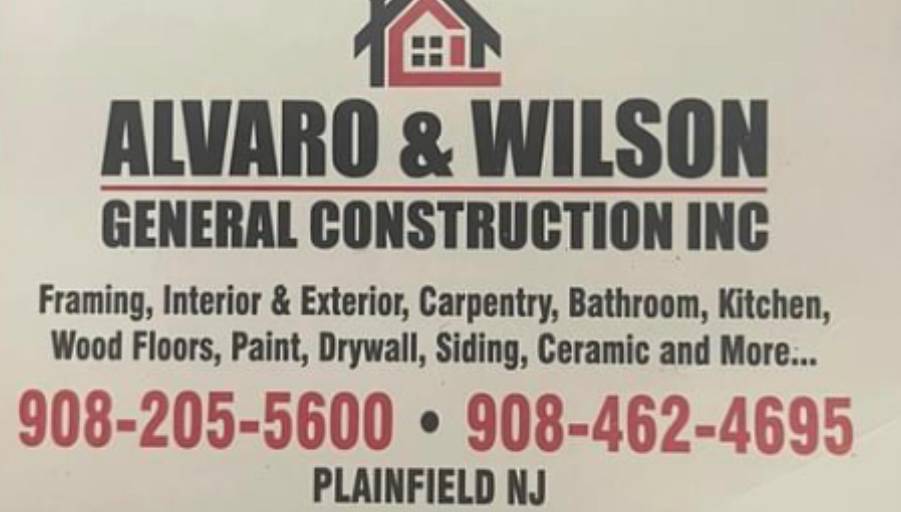 ALVARO & WILSON
GENERAL CONSTRUCTION INC
Framing, Interior & Exterior, Carpentry, Bathroom, Kitchen,
Wood Floors, Paint, Drywall, Siding, Ceramic and More...
908-205-5600 • 908-462-4695
PLAINFIELD NJ